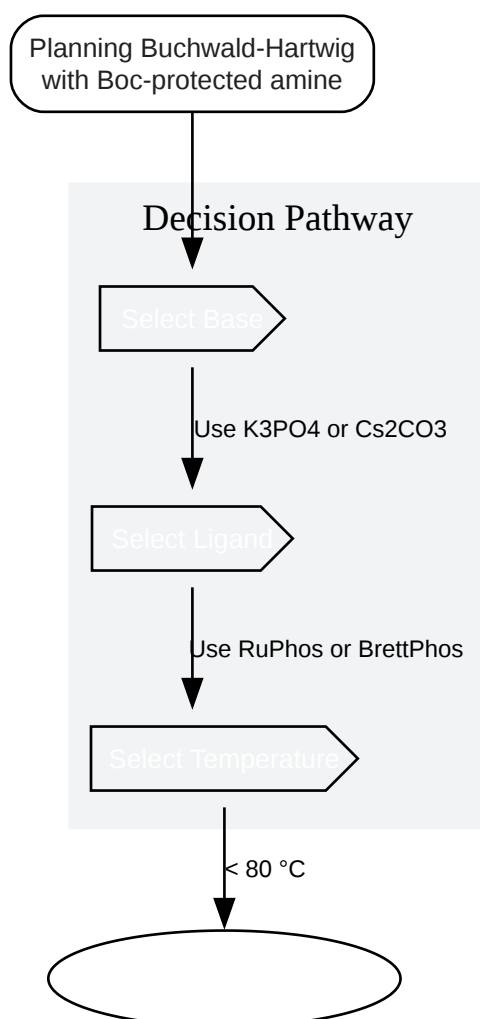 Planning Buchwald-Hartwig
with Boc-protected amine
Decision Pathway
Select Base
Use K3PO4 or Cs2CO3
Select Ligand
Use RuPhos or BrettPhos
Select Temperature
< 80 °C